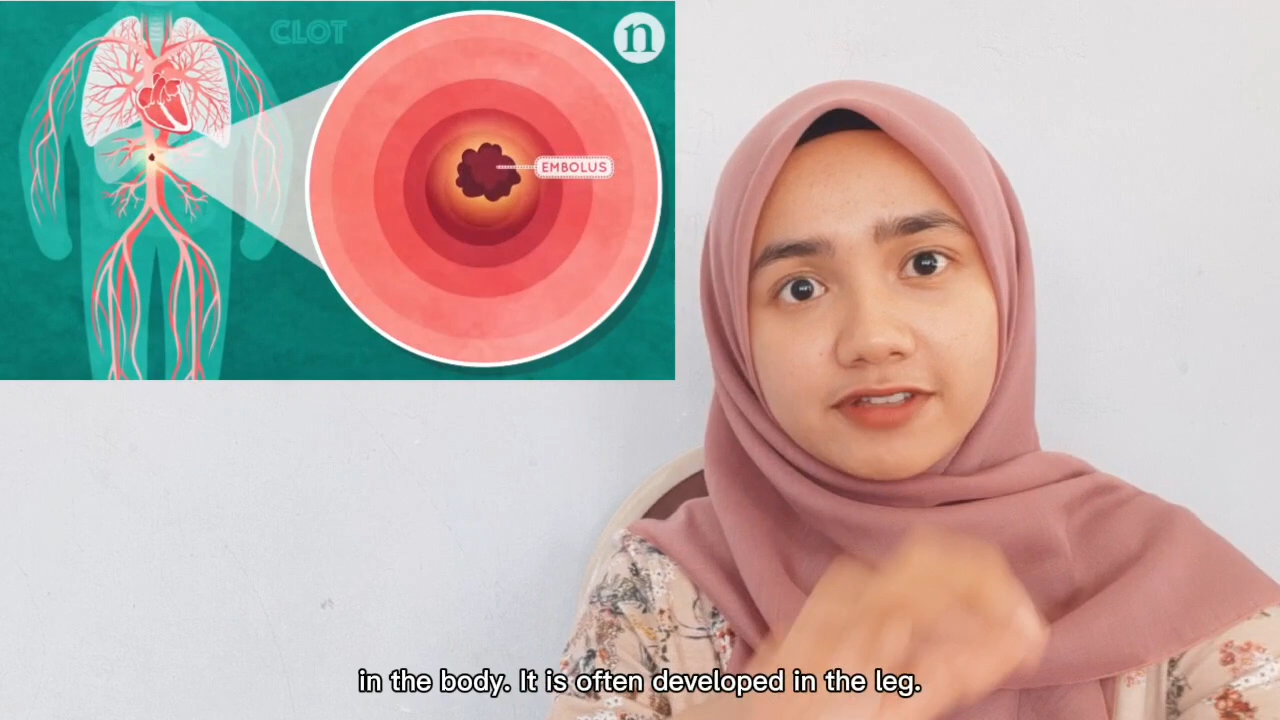 CLOT
n
EMBOLUS
in the body. It is often developed in the leg.